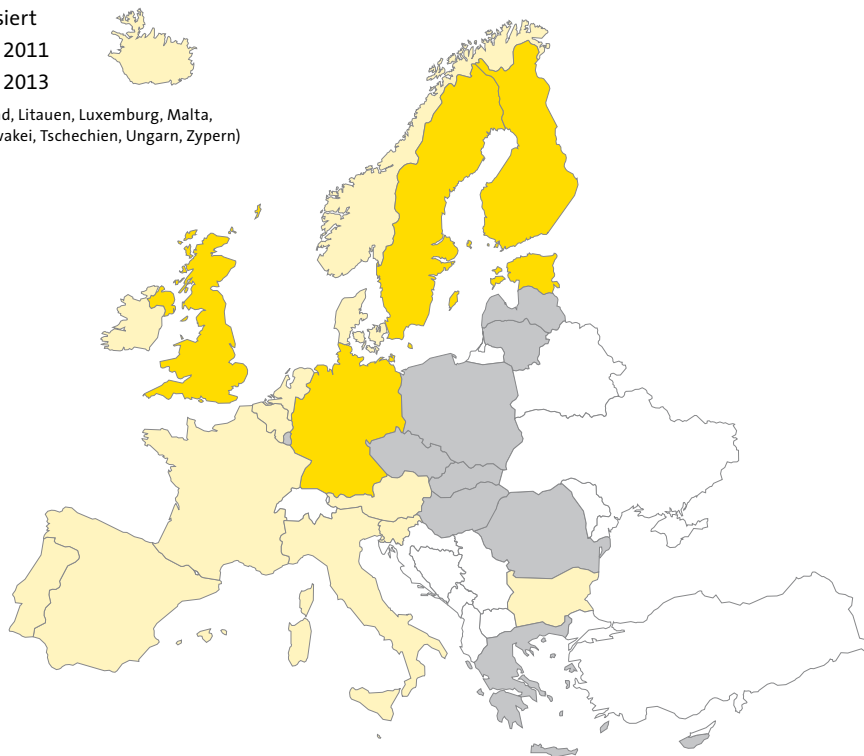 siert
2011
2013
d, Litauen, Luxemburg, Malta,
vakei, Tschechien, Ungarn, Zypern)